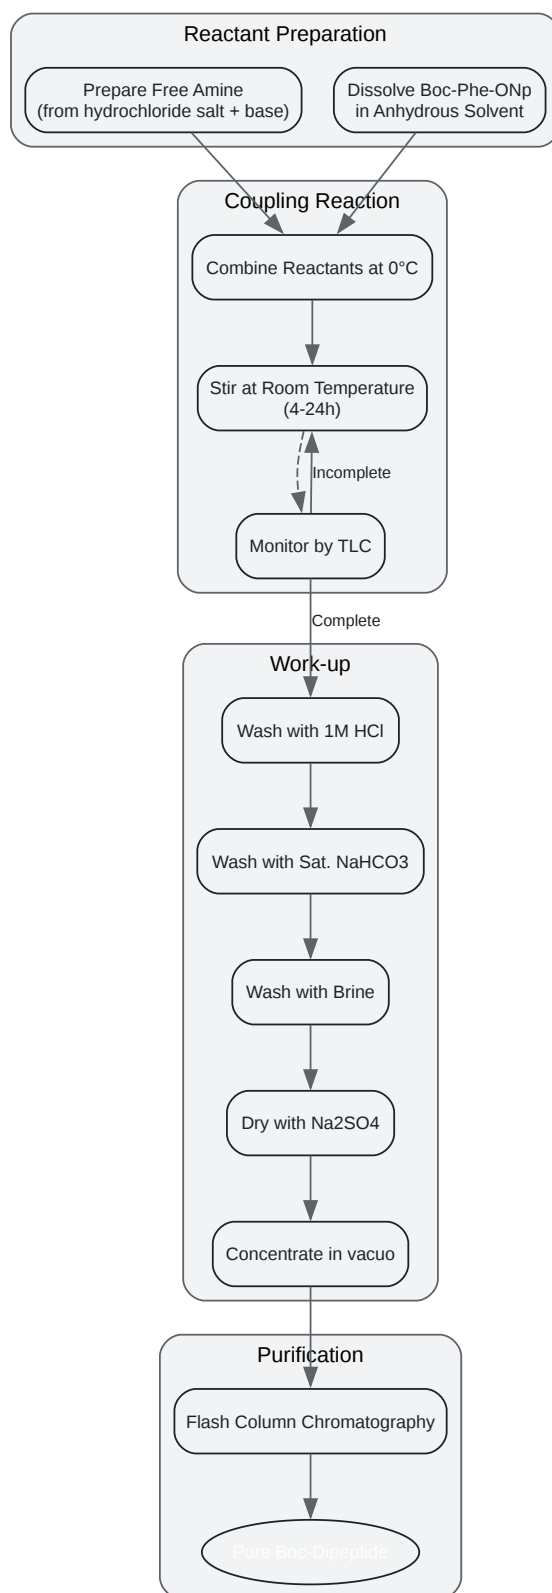 Reactant Preparation
Prepare Free Amine
(from hydrochloride salt + base)
Dissolve Boc-Phe-ONp
in Anhydrous Solvent
Coupling Reaction
Combine Reactants at 0°C
Stir at Room Temperature
(4-24h)
Incomplete
Monitor by TLC
Complete
Work-up
Wash with 1M HCl
Wash with Sat. NaHCO3
Wash with Brine
Dry with Na2SO4
Concentrate in vacuo
Purification
Flash Column Chromatography
Pure Boc-Dipeptide